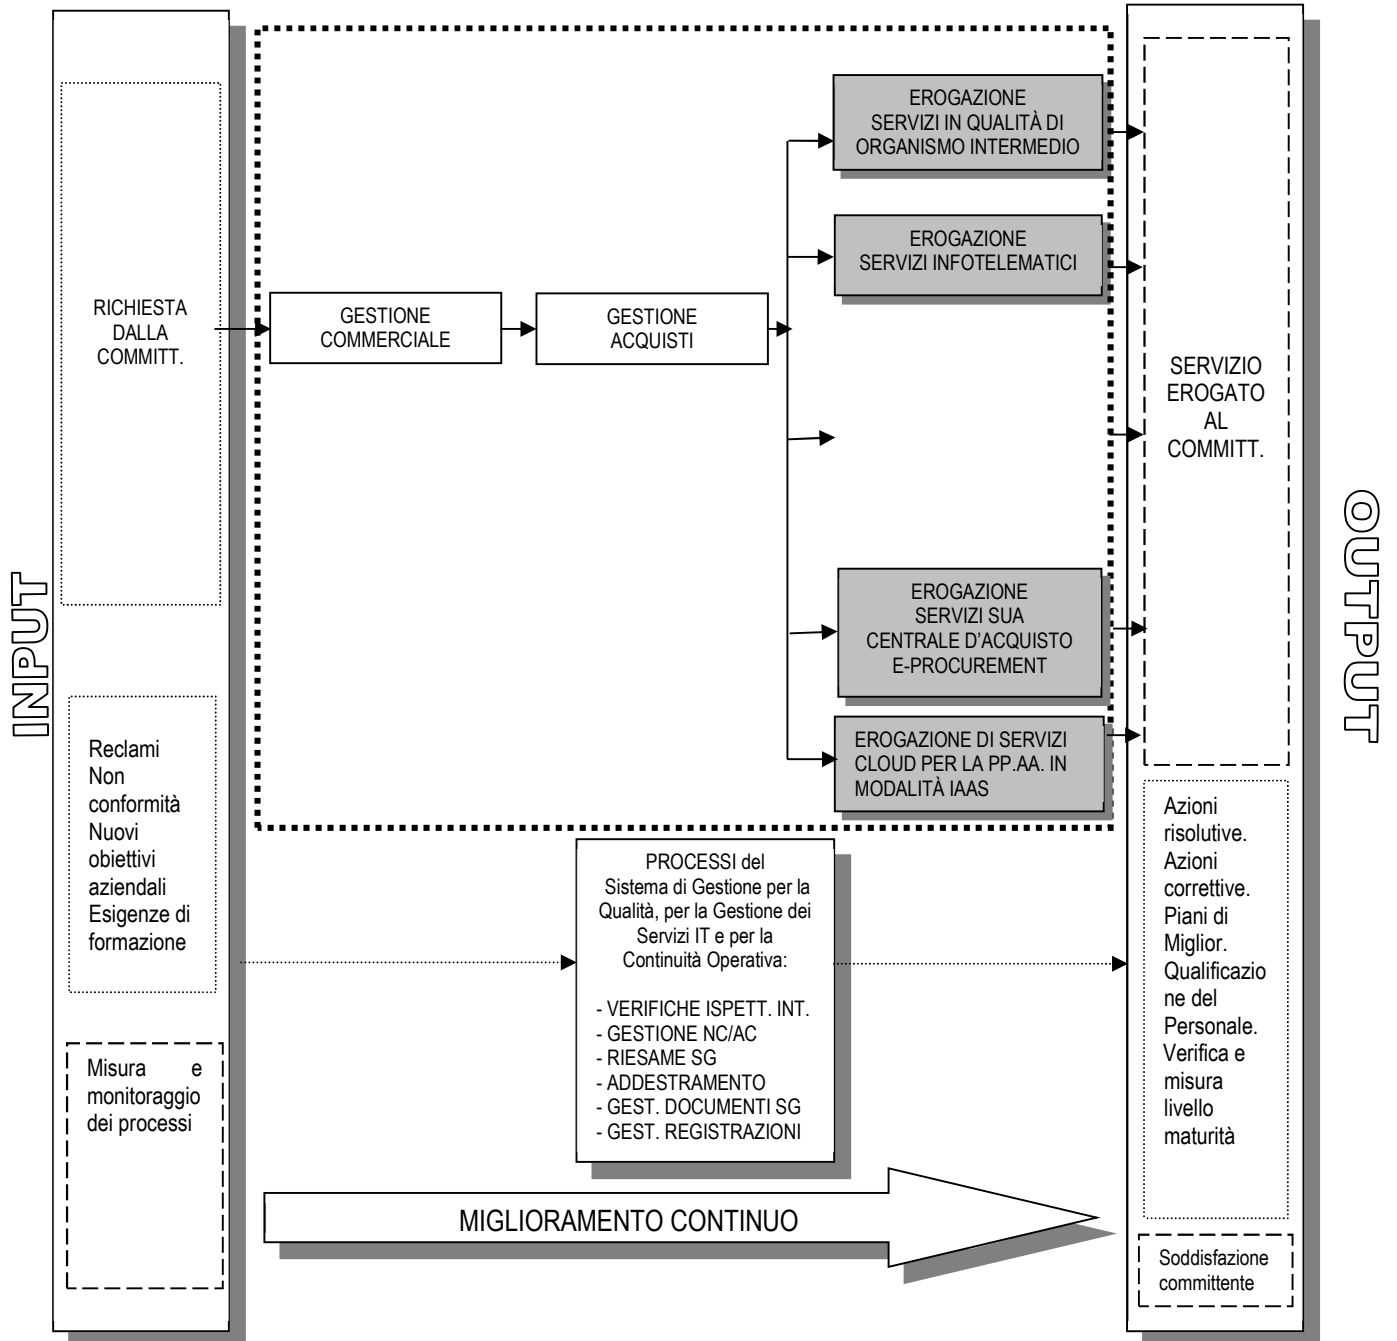 INPUT
RICHIESTA
DALLA
COMMITT.
Reclami
Non
conformità
Nuovi
obiettivi
aziendali
Esigenze di
formazione
Misura e
monitoraggio
dei processi
GESTIONE
COMMERCIALE
GESTIONE
ACQUISTI
EROGAZIONE
SERVIZI IN QUALITÀ DI
ORGANISMO INTERMEDIO
EROGAZIONE
SERVIZI INFOTELEMATICI
EROGAZIONE
SERVIZI SUA
CENTRALE D’ACQUISTO
E-PROCUREMENT
EROGAZIONE DI SERVIZI
CLOUD PER LA PP.AA. IN
MODALITÀ IAAS
PROCESSI del
Sistema di Gestione per la
Qualità, per la Gestione dei
Servizi IT e per la
Continuità Operativa:
- VERIFICHE ISPETT. INT.
- GESTIONE NC/AC
- RIESAME SG
- ADDESTRAMENTO
- GEST. DOCUMENTI SG
- GEST. REGISTRAZIONI
MIGLIORAMENTO CONTINUO
SERVIZIO
EROGATO
AL
COMMITT.
Azioni
risolutive.
Azioni
correttive.
Piani di
Miglior.
Qualificazio
ne del
Personale.
Verifica e
misura
livello
maturità
Soddisfazione
committente
OUTPUT